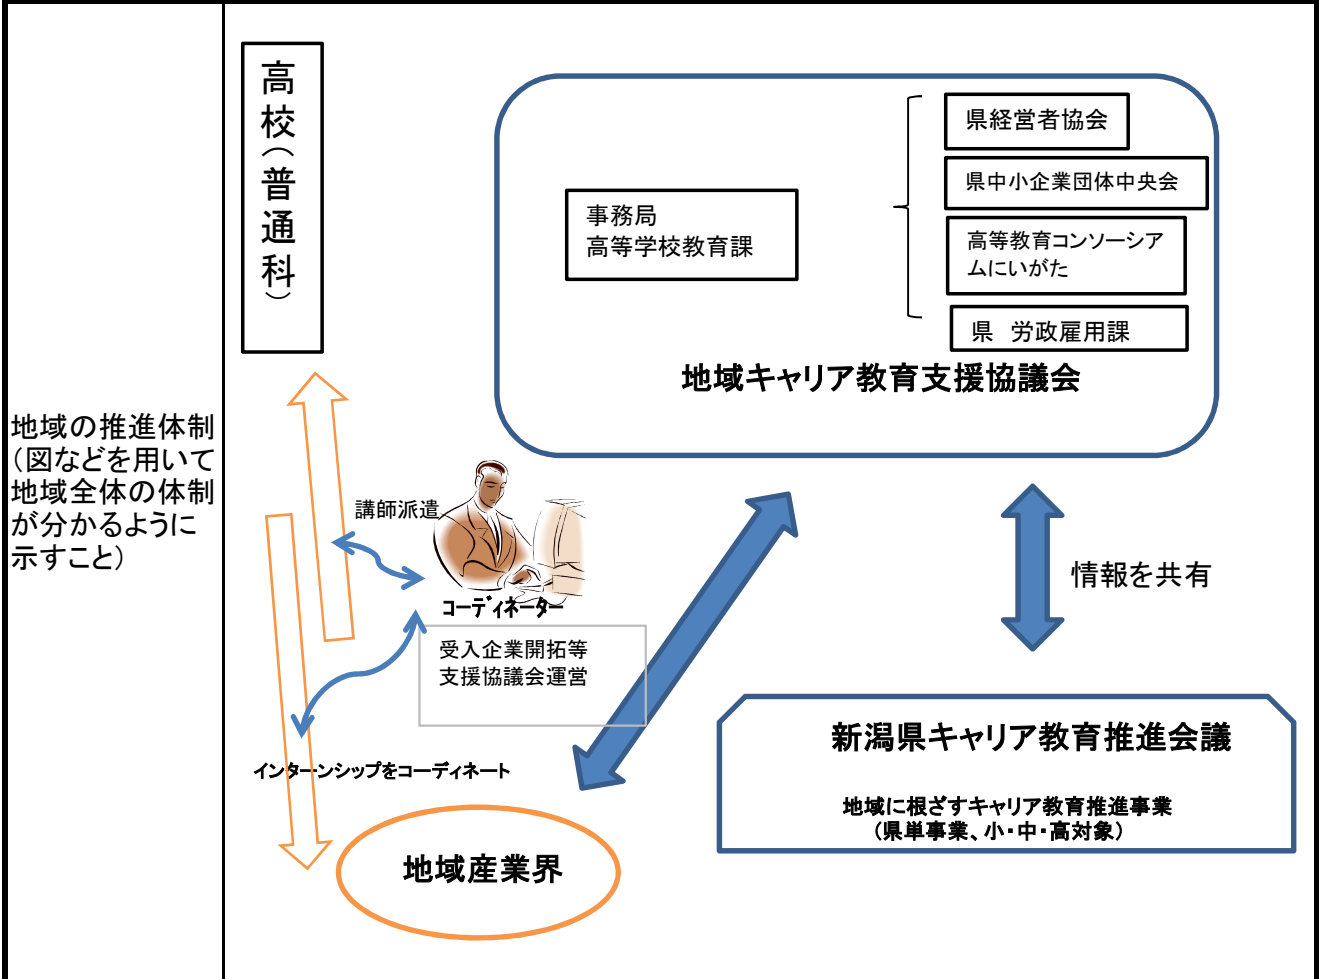 地域の推進体制
(図などを用いて
地域全体の体制
が分かるように
示すこと)
高校(普通科)
県経営者協会
県中小企業団体中央会
事務局
高等学校教育課
高等教育コンソーシア
ムにいがた
県　労政雇用課
地域キャリア教育支援協議会
講師派遣
コーディネーター
受入企業開拓等
支援協議会運営
情報を共有
インターンシップをコーディネート
新潟県キャリア教育推進会議
地域に根ざすキャリア教育推進事業
(県単事業、小・中・高対象)
地域産業界